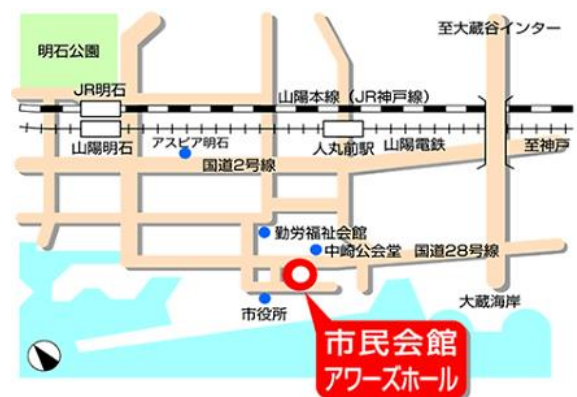 至大蔵谷インター
明石公園
JR明石
山陽本線（JR神戸線）
山陽明石
アスピア明石
人丸前駅
山陽電鉄
至神戸
国道2号線
勤労福祉会館
中崎公会堂
国道28号線
市役所
大蔵海岸
市民会館
アワーズホール